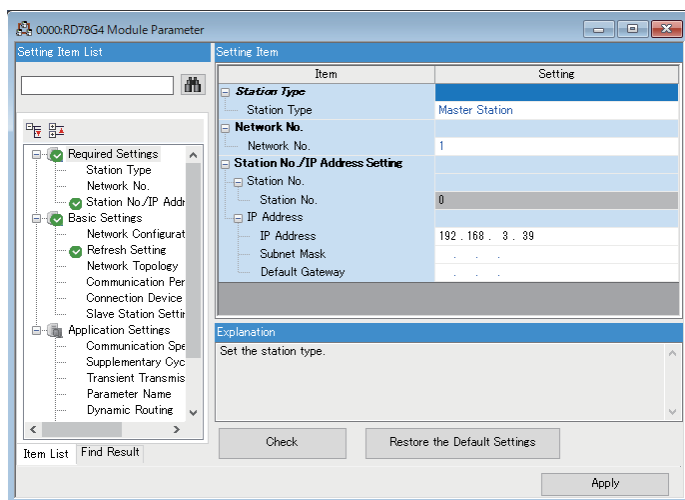 0000:RD78G4 Module Parameter
Setting Item List
Required Settings
Station Type
Network No.
Station No./IP Addr
Basic Settings
Network Configurat
Refresh Setting
Network Topology
Communication Per
Connection Device
Slave Station Settin
Application Settings
Communication Spe
Supplementary Cyc
Transient Transmis
Parameter Name
Dynamic Routing
Item List Find Result
Setting Item
Item Setting
Station Type
Station Type Master Station
Network No.
Network No. 1
Station No./IP Address Setting
Station No.
Station No. 0
IP Address
IP Address 192 . 168 . 3 . 39
Subnet Mask . . .
Default Gateway . . .
Explanation
Set the station type.
Check Restore the Default Settings
Apply